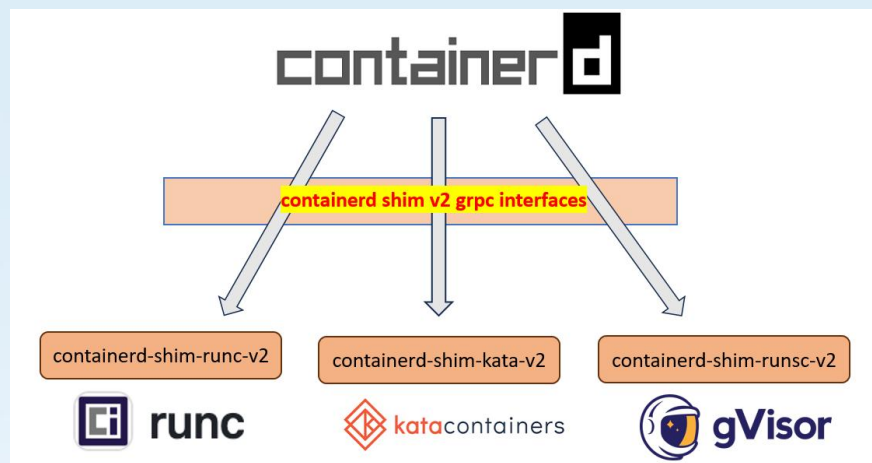 containerd
containerd shim v2 grpc interfaces
containerd-shim-runc-v2
containerd-shim-kata-v2
containerd-shim-runsc-v2
Ci runc
katacontainers
gVisor